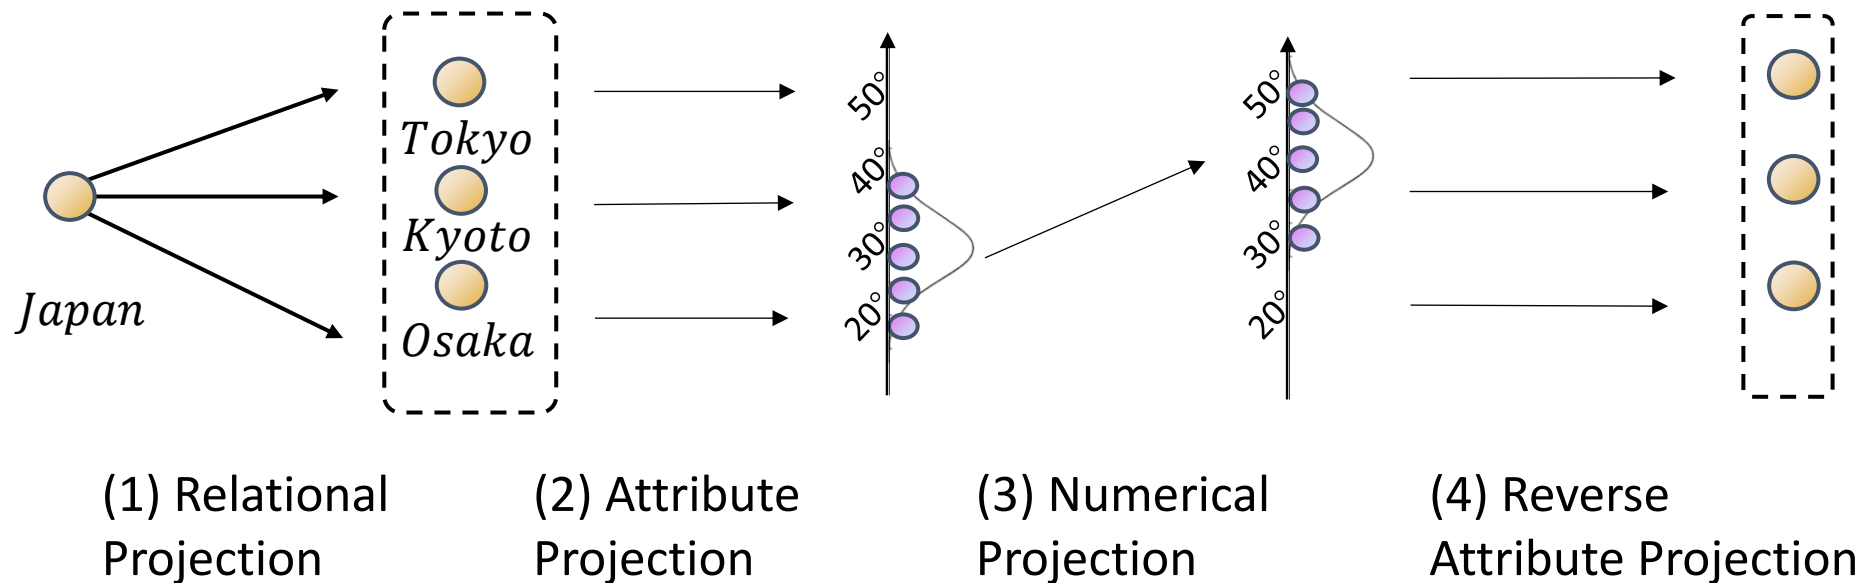 Japan
Tokyo
Kyoto
Osaka
50°
40°
30°
20°
50°
40°
30°
20°
(1) Relational
Projection
(2) Attribute
Projection
(3) Numerical
Projection
(4) Reverse
Attribute Projection